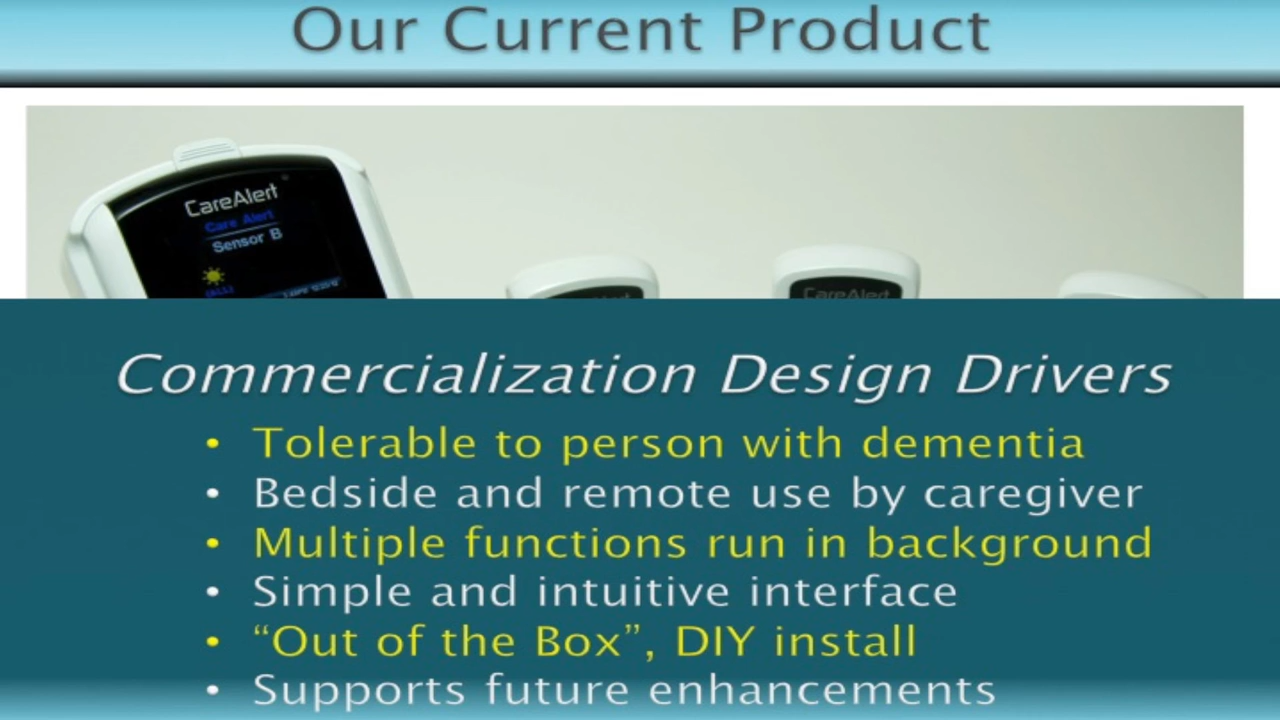 Our Current Product
CareAlert
Care Alert
Sensor B
(ALL)
CareAlert
Commercialization Design Drivers
• Tolerable to person with dementia
• Bedside and remote use by caregiver
• Multiple functions run in background
• Simple and intuitive interface
• “Out of the Box”, DIY install
• Supports future enhancements